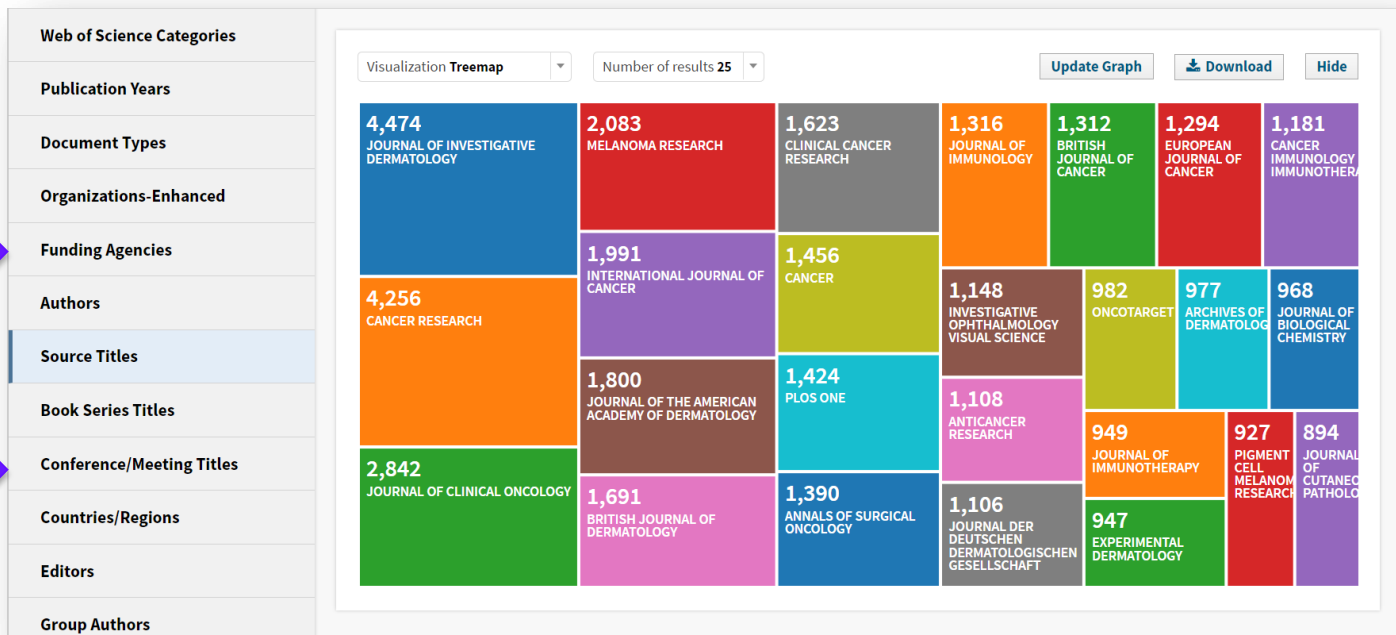 Web of Science Categories
Publication Years
Document Types
Organizations-Enhanced
Funding Agencies
Authors
Source Titles
Book Series Titles
Conference/Meeting Titles
Countries/Regions
Editors
Group Authors
Visualization Treemap
Number of results 25
Update Graph
Download
Hide
4,474
JOURNAL OF INVESTIGATIVE
DERMATOLOGY
4,256
CANCER RESEARCH
2,842
JOURNAL OF CLINICAL ONCOLOGY
2,083
MELANOMA RESEARCH
1,991
INTERNATIONAL JOURNAL OF
CANCER
1,800
JOURNAL OF THE AMERICAN
ACADEMY OF DERMATOLOGY
1,691
BRITISH JOURNAL OF
DERMATOLOGY
1,623
CLINICAL CANCER
RESEARCH
1,456
CANCER
1,424
PLOS ONE
1,390
ANNALS OF SURGICAL
ONCOLOGY
1,316
JOURNAL OF
IMMUNOLOGY
1,312
BRITISH
JOURNAL OF
CANCER
1,294
EUROPEAN
JOURNAL OF
CANCER
1,181
CANCER
IMMUNOLOGY
IMMUNOTHERA
1,148
INVESTIGATIVE
OPHTHALMOLOGY
VISUAL SCIENCE
1,108
ANTICANCER
RESEARCH
1,106
JOURNAL DER
DEUTSCHEN
DERMATOLOGISCHEN
GESELLSCHAFT
982
ONCOTARGET
977
ARCHIVES OF
DERMATOLOG
968
JOURNAL OF
BIOLOGICAL
CHEMISTRY
949
JOURNAL OF
IMMUNOTHERAPY
947
EXPERIMENTAL
DERMATOLOGY
927
PIGMENT
CELL
MELANOM
RESEARCH
894
JOURNAL
OF
CUTANEO
PATHOLO